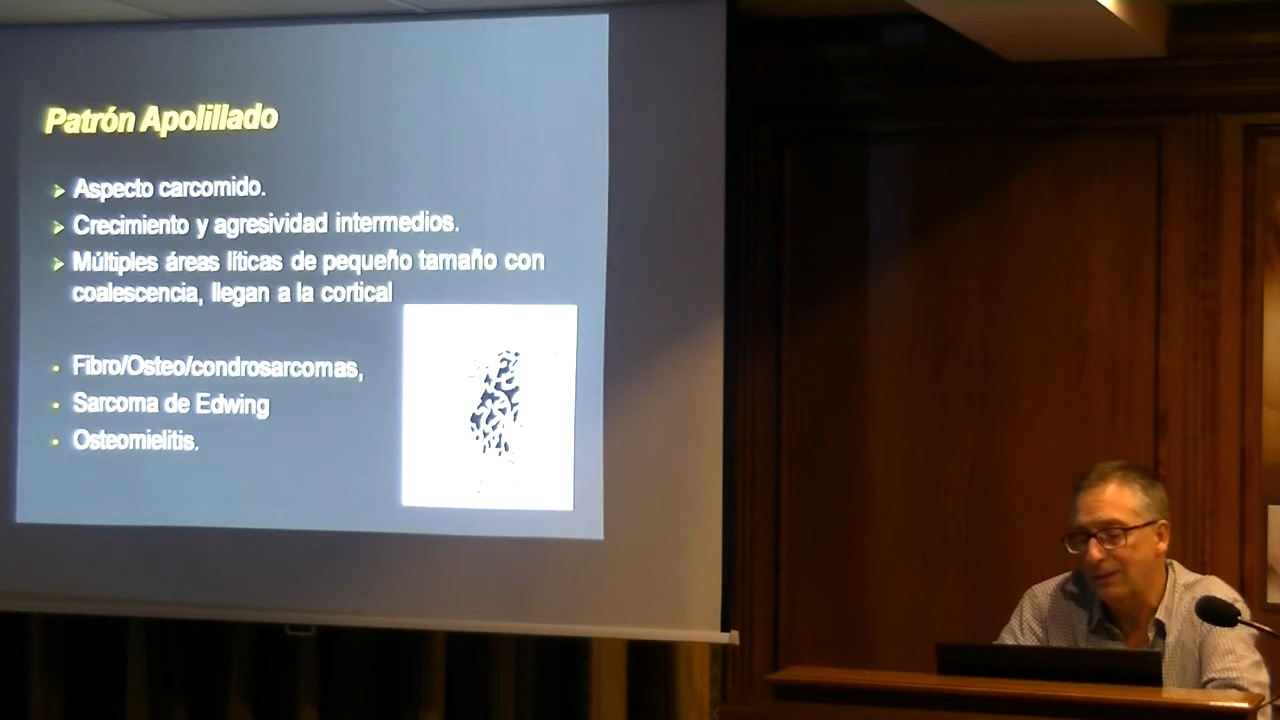 Patrón Apolillado
Aspecto carcomido.
Crecimiento y agresividad intermedios.
Múltiples áreas líticas de pequeño tamaño con
coalescencia, llegan a la cortical
Fibro/Osteo/condrosarcomas,
Sarcoma de Edwing
Osteomielitis.